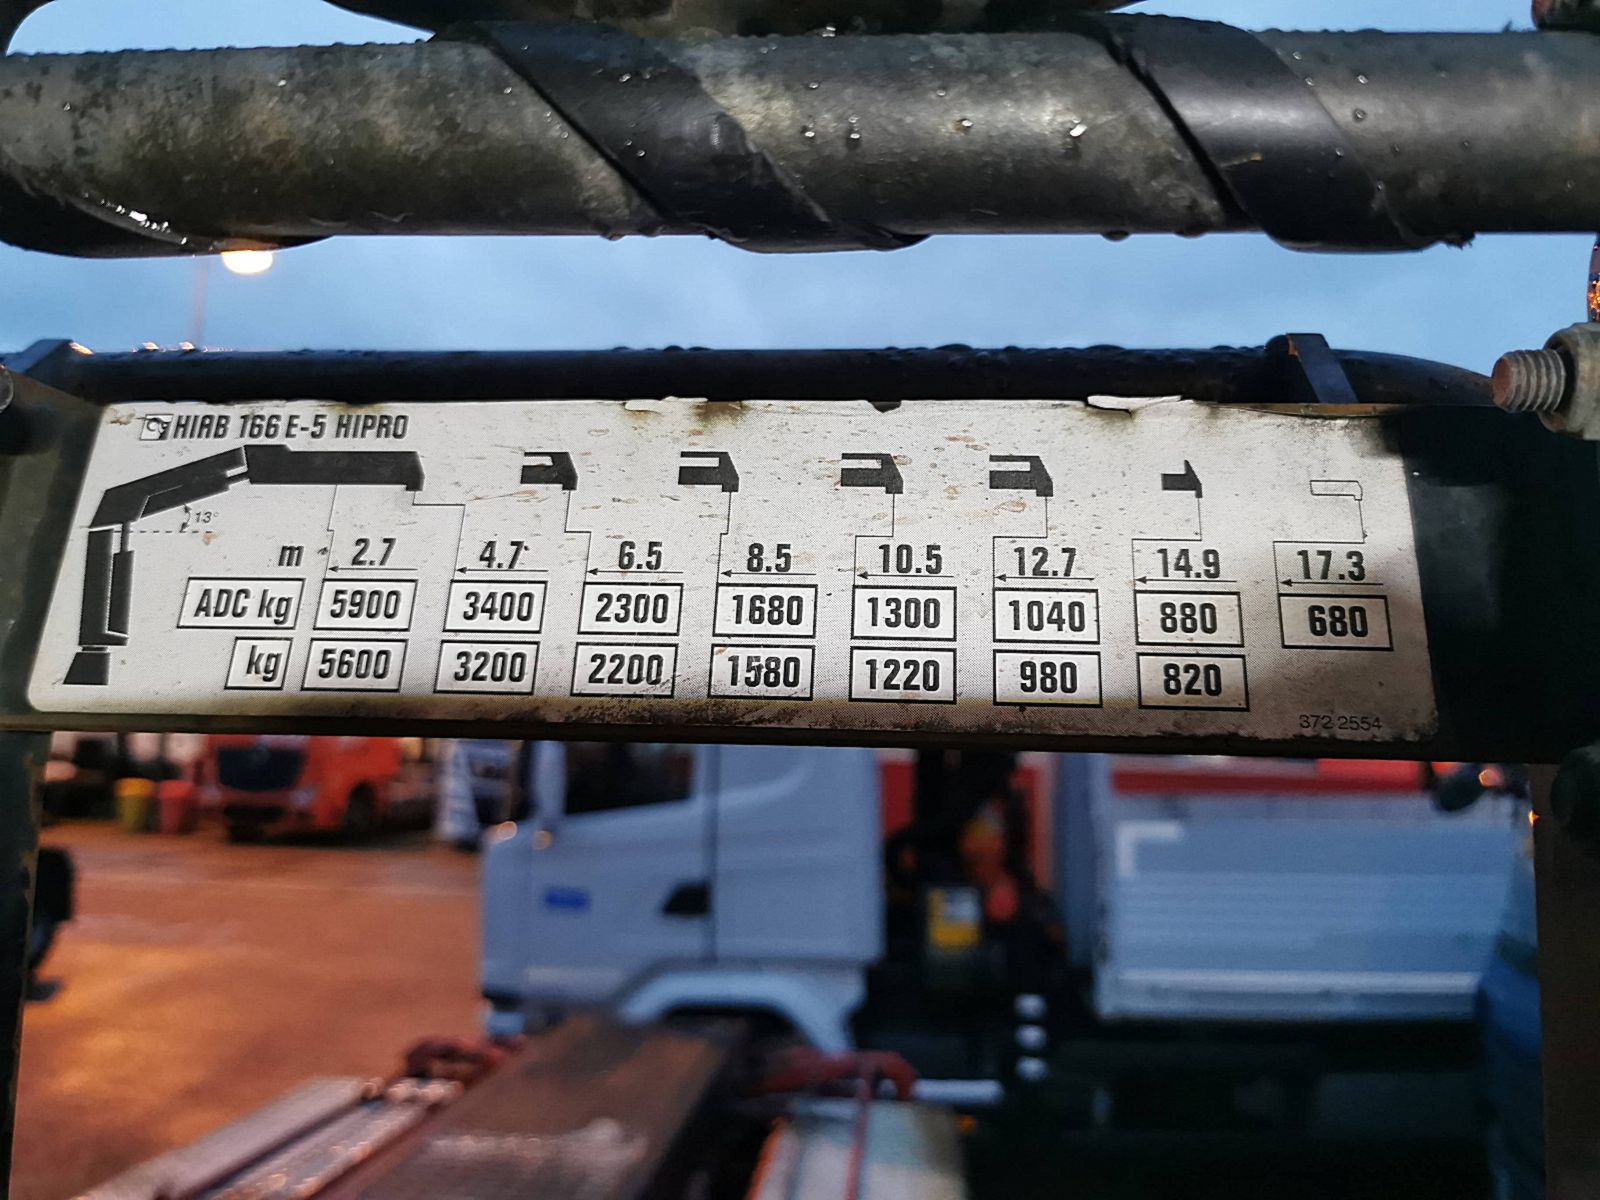 HIAB 166 E-5 HIPRO
13°
m 2.7 4.7 6.5 8.5 10.5 12.7 14.9 17.3
ADC kg 5900 3400 2300 1680 1300 1040 880 680
kg 5600 3200 2200 1580 1220 980 820
372 2554